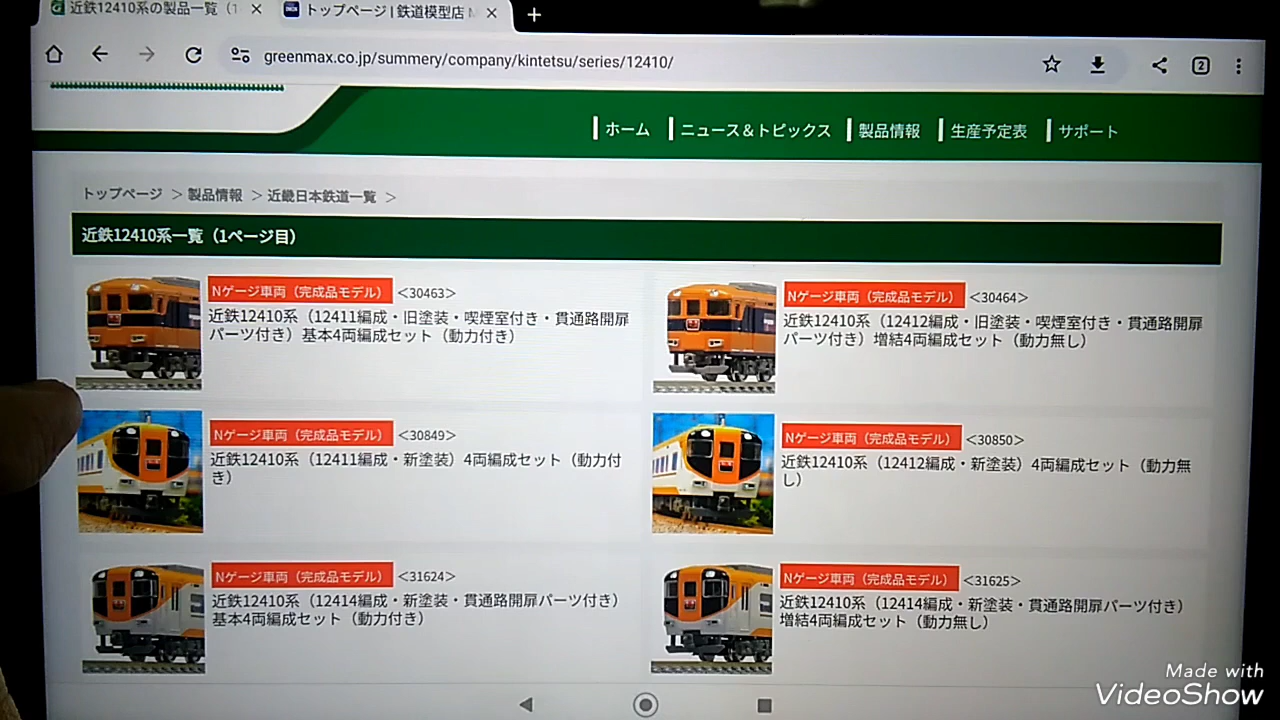 近鉄12410系の製品一覧（1
トップページ | 鉄道模型店
greenmax.co.jp/summery/company/kintetsu/series/12410/
2
ホーム
ニュース＆トピックス
製品情報
生産予定表
サポート
トップページ ＞製品情報 ＞近畿日本鉄道一覧 ＞
近鉄12410系一覧（1ページ目）
Nゲージ車両（完成品モデル） ＜30463＞
近鉄12410系（12411編成・旧塗装・喫煙室付き・貫通路開扉
パーツ付き）基本4両編成セット（動力付き）
Nゲージ車両（完成品モデル） ＜30464＞
近鉄12410系（12412編成・旧塗装・喫煙室付き・貫通路開扉
パーツ付き）増結4両編成セット（動力無し）
Nゲージ車両（完成品モデル） ＜30849＞
近鉄12410系（12411編成・新塗装）4両編成セット（動力付
き）
Nゲージ車両（完成品モデル） ＜30850＞
近鉄12410系（12412編成・新塗装）4両編成セット（動力無
し）
Nゲージ車両（完成品モデル） ＜31624＞
近鉄12410系（12414編成・新塗装・貫通路開扉パーツ付き）
基本4両編成セット（動力付き）
Nゲージ車両（完成品モデル） ＜31625＞
近鉄12410系（12414編成・新塗装・貫通路開扉パーツ付き）
増結4両編成セット（動力無し）
Made with
VideoShow